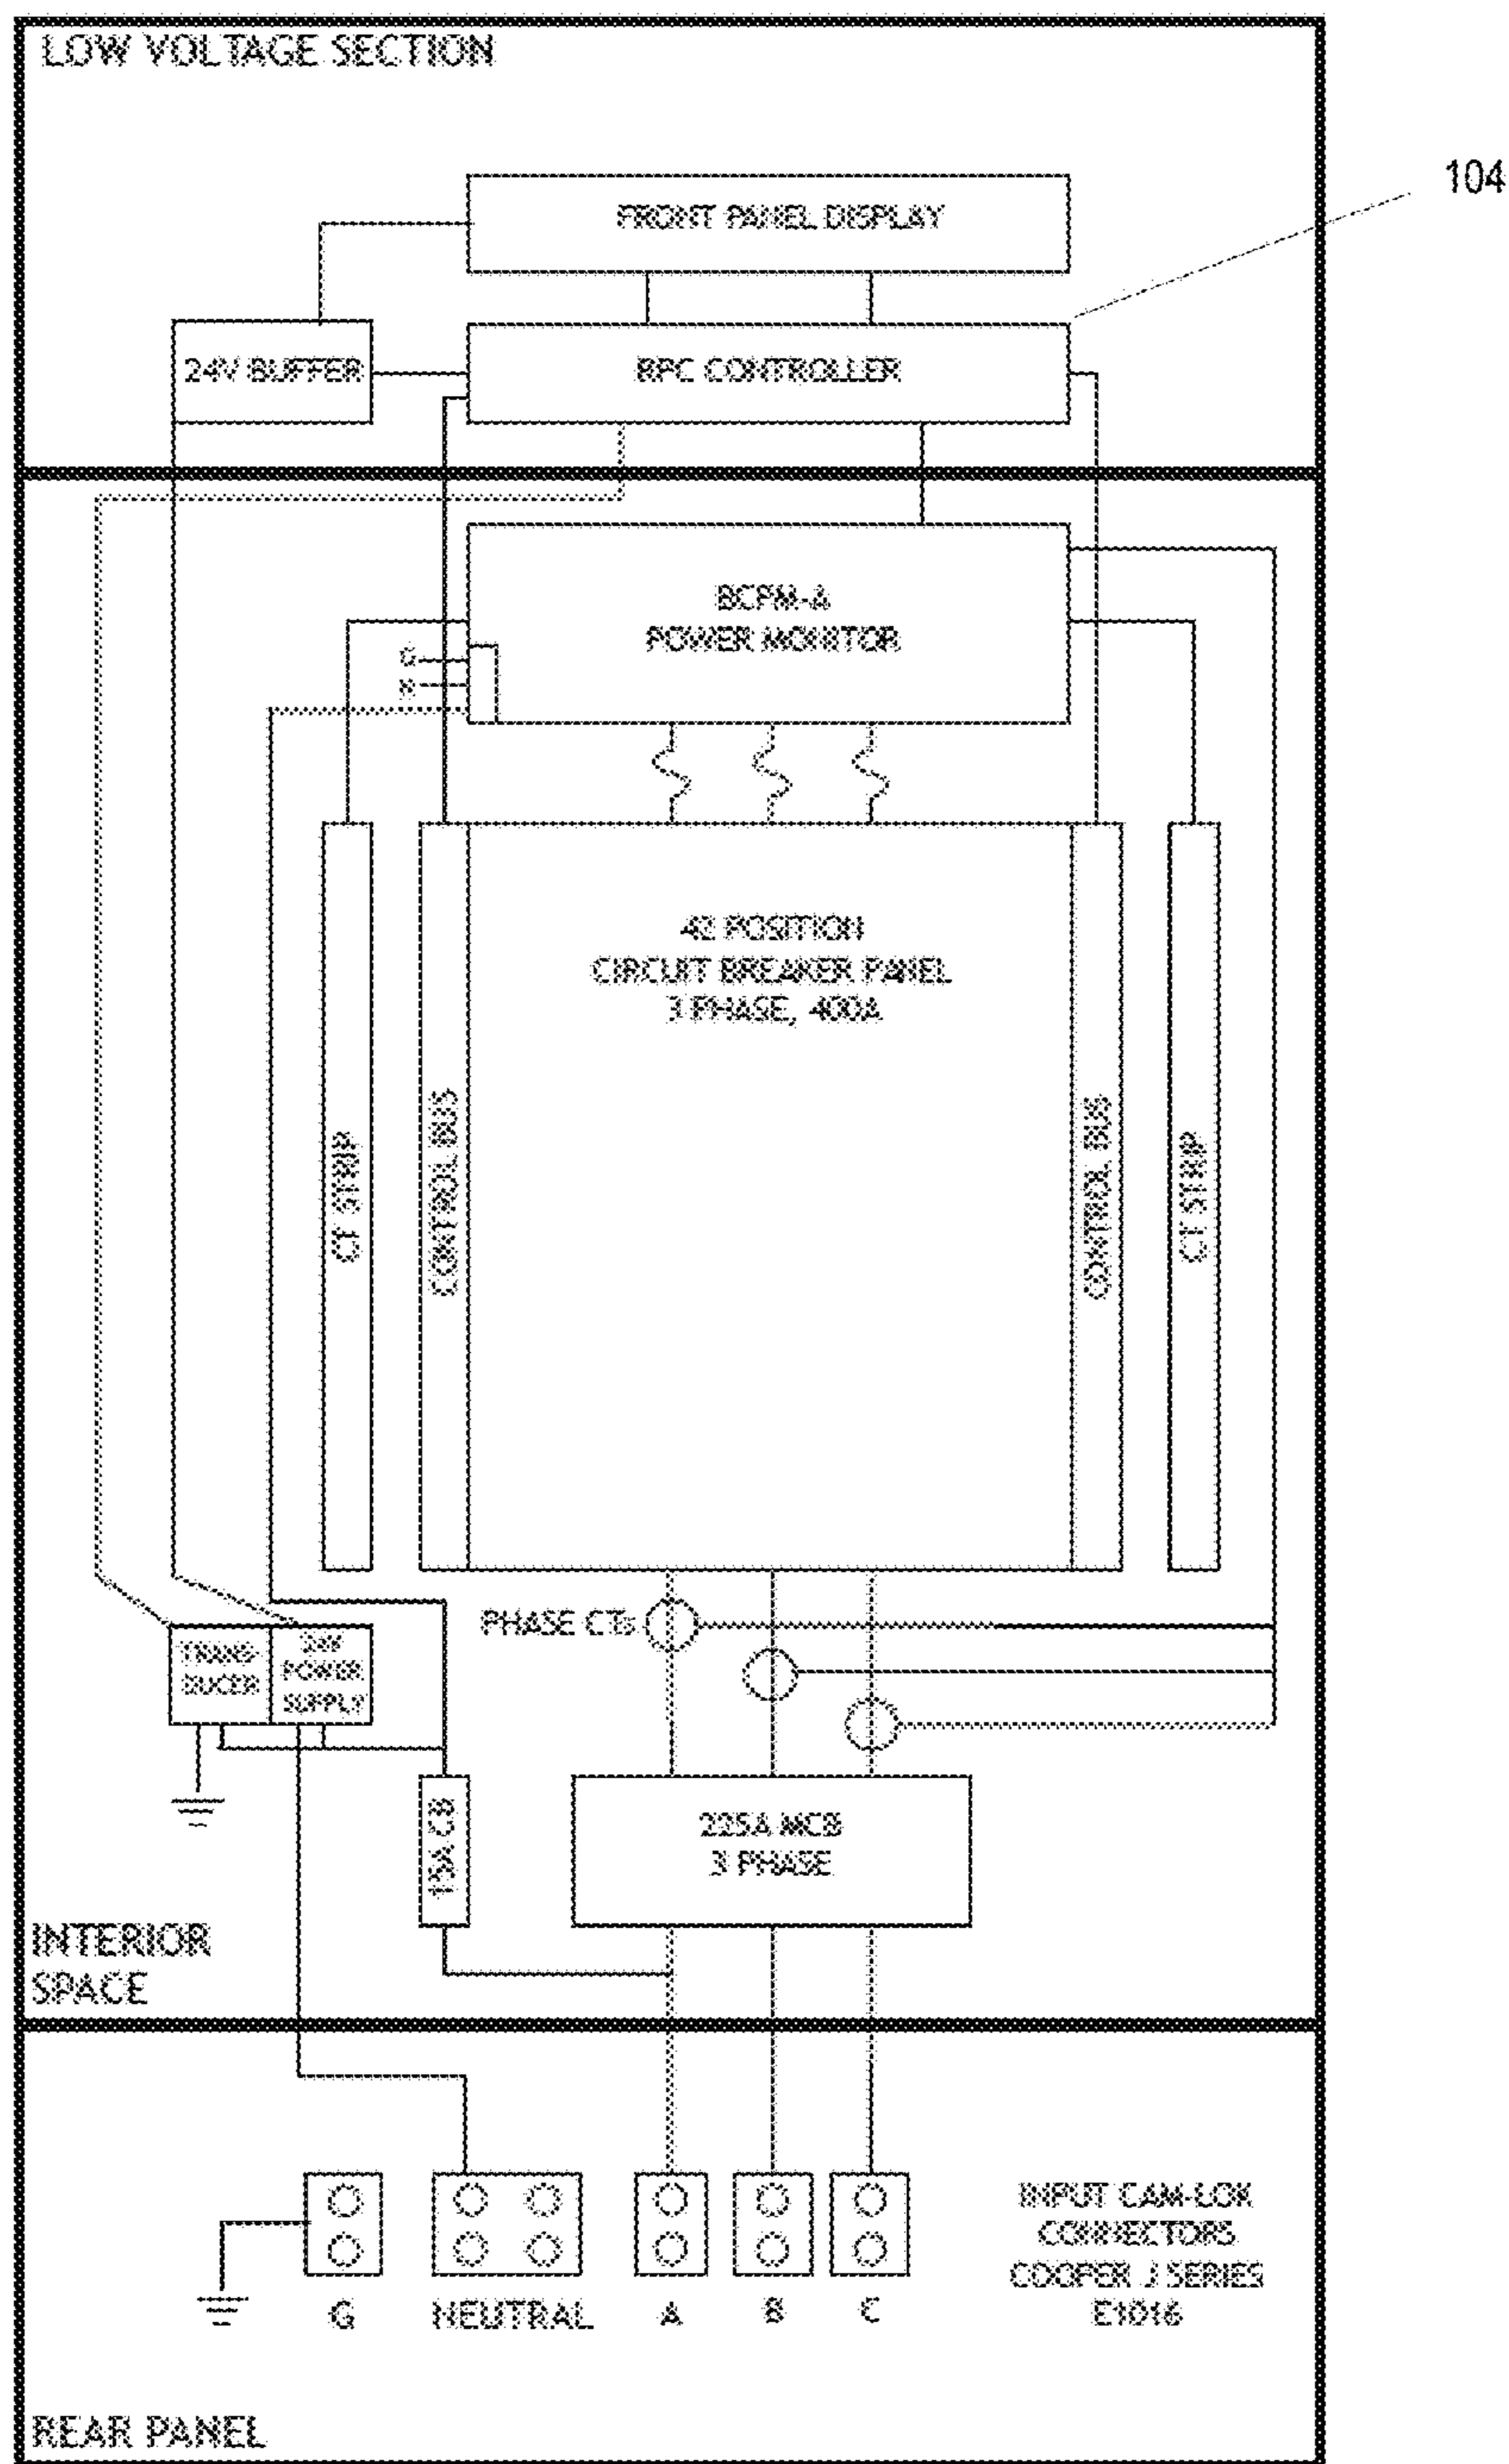 LOW VOLTAGE SECTION
104
FRONT PANEL DISPLAY
24V BUFFER
RPC CONTROLLER
BCPM-A
POWER MONITOR
G
N
42 POSITION
CIRCUIT BREAKER PANEL
3 PHASE, 400A
CT STRIP
CONTROL BUS
CONTROL BUS
CT STRIP
PHASE CTs
TRANS-
DUCER
24V
POWER
SUPPLY
15A CB
225A MCB
3 PHASE
INTERIOR
SPACE
INPUT CAM-LOK
CONNECTORS
COOPER J SERIES
E1016
G
NEUTRAL
A
B
C
REAR PANEL